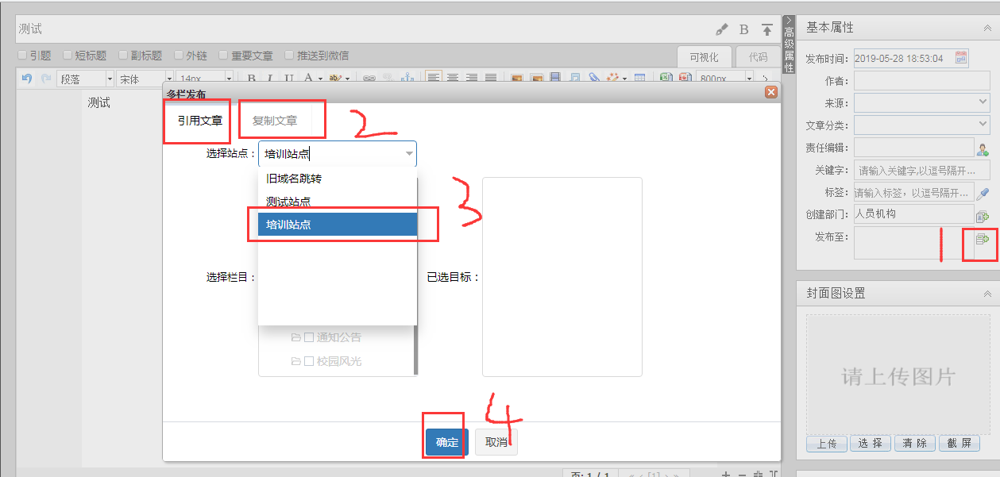 测试
B
引题 短标题 副标题 外链 重要文章 推送到微信
可视化 代码
段落 宋体 14px B I U A ab 800px
测试
多栏发布
引用文章 复制文章 2
选择站点： 培训站点
旧域名跳转
测试站点
培训站点
3
选择栏目： 已选目标：
通知公告
校园风光
确定 取消 4
页: 1 / 1 [1]
高级属性
基本属性
发布时间: 2019-05-28 18:53:04
作者:
来源:
文章分类:
责任编辑:
关键字: 请输入关键字,以逗号隔开...
标签: 请输入标签，以逗号隔开...
创建部门: 人员机构
发布至: 1
封面图设置
请上传图片
上传 选择 清除 截屏